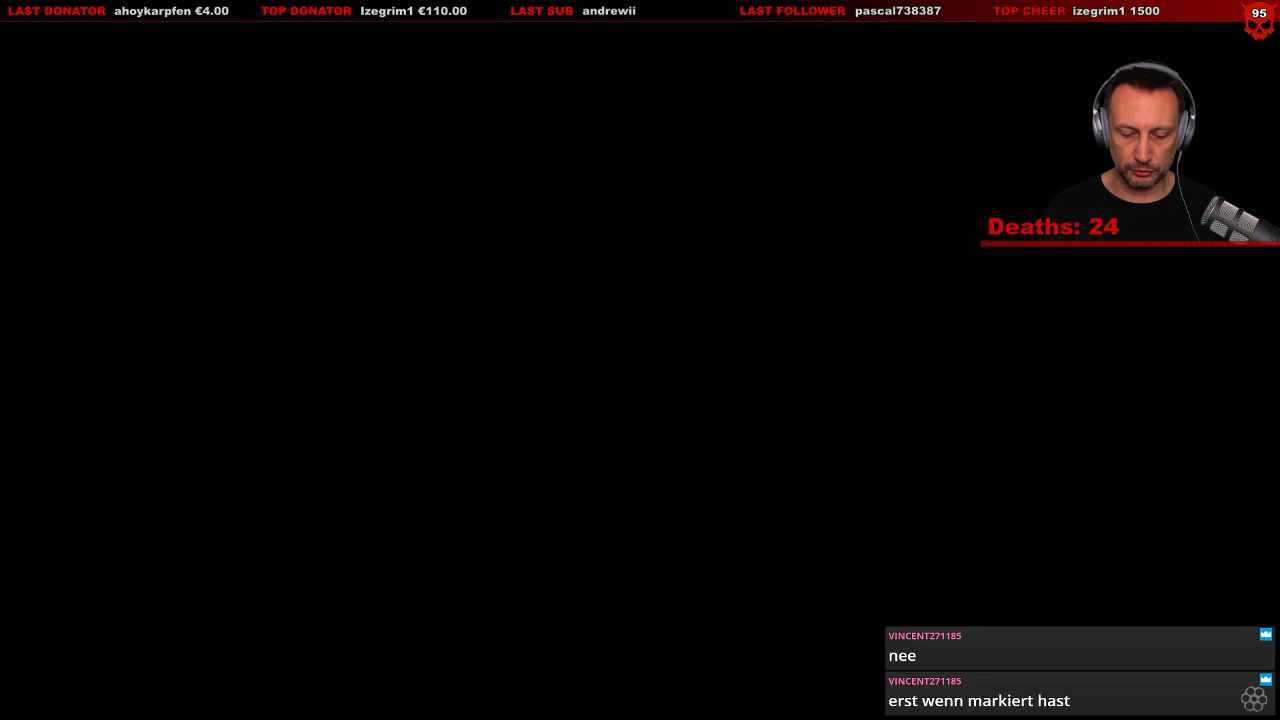 LAST DONATOR ahoykarpfen €4.00 TOP DONATOR Izegrim1 €110.00 LAST SUB andrewii LAST FOLLOWER pascal738387 TOP CHEER izegrim1 1500 95
Deaths: 24
VINCENT271185
nee
VINCENT271185
erst wenn markiert hast